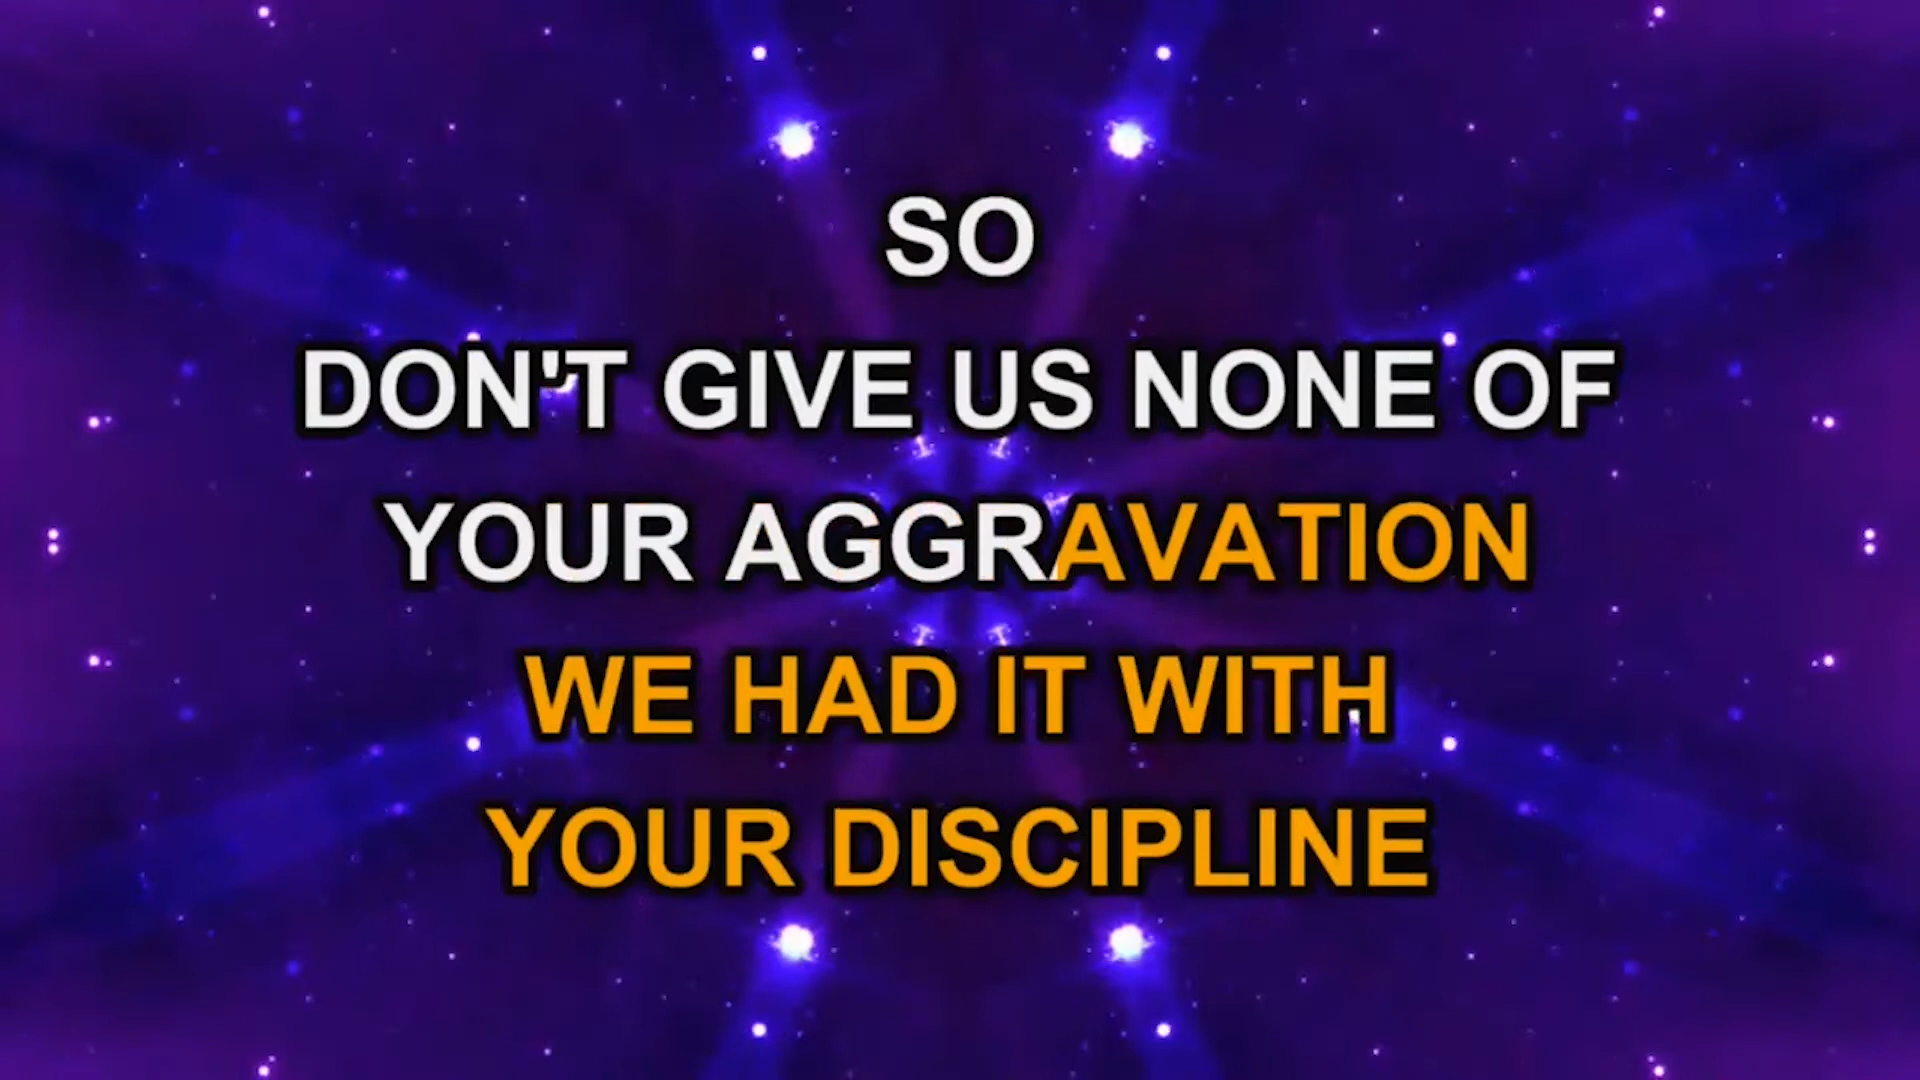 SO
DON'T GIVE US NONE OF
YOUR AGGRAVATION
WE HAD IT WITH
YOUR DISCIPLINE